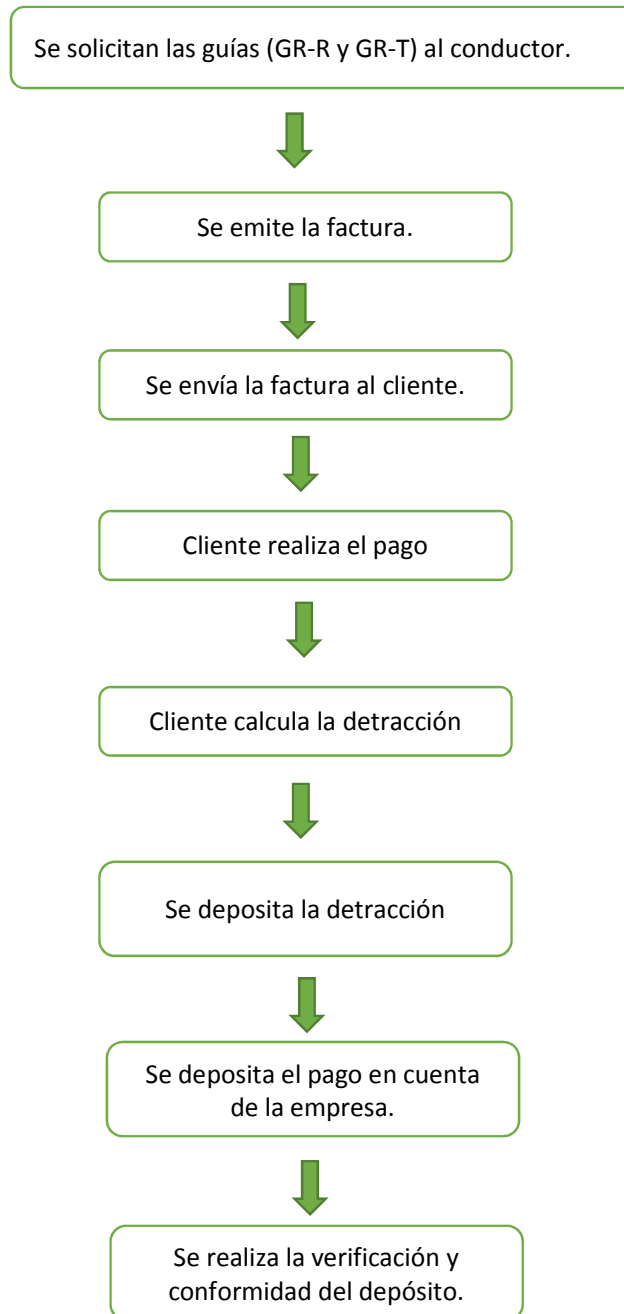 Se solicitan las guías (GR-R y GR-T) al conductor.
Se emite la factura.
Se envía la factura al cliente.
Cliente realiza el pago
Cliente calcula la detracción
Se deposita la detracción
Se deposita el pago en cuenta
de la empresa.
Se realiza la verificación y
conformidad del depósito.